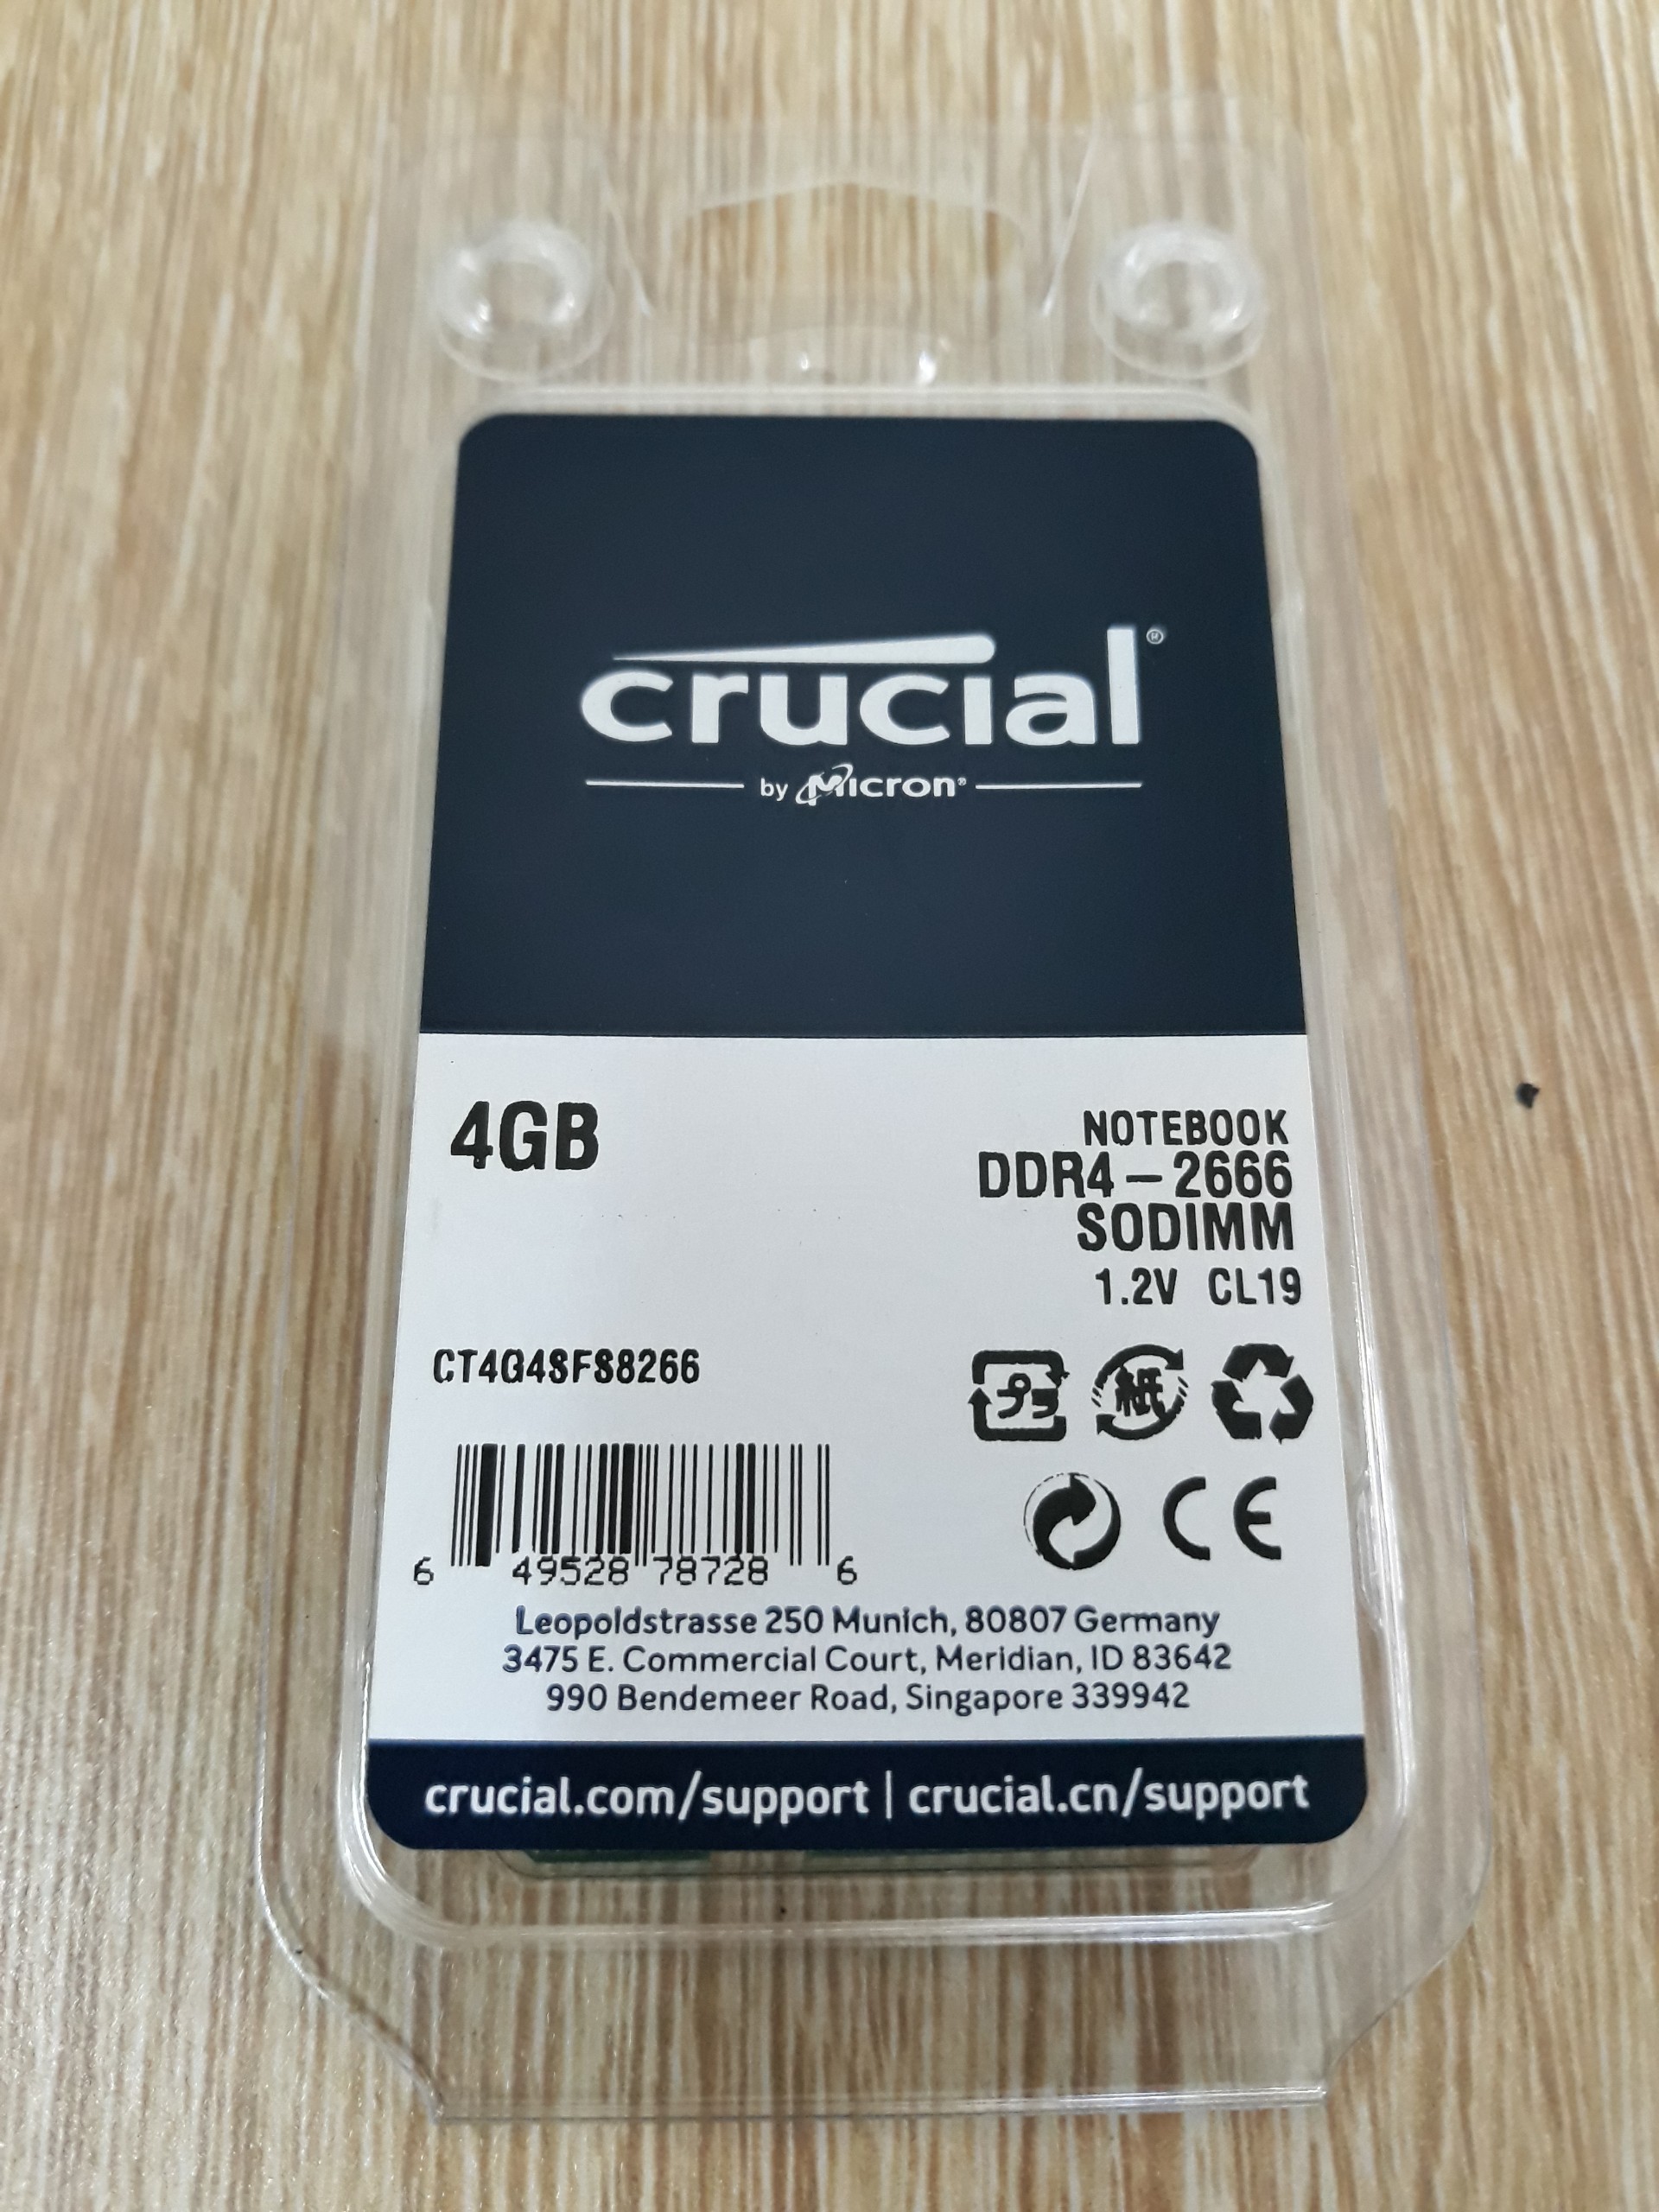 crucial®
by Micron®
4GB
NOTEBOOK
DDR4-2666
SODIMM
1.2V CL19
CT4G4SFS8266
プラ
紙
CE
6 49528 78728 6
Leopoldstrasse 250 Munich, 80807 Germany
3475 E. Commercial Court, Meridian, ID 83642
990 Bendemeer Road, Singapore 339942
crucial.com/support | crucial.cn/support